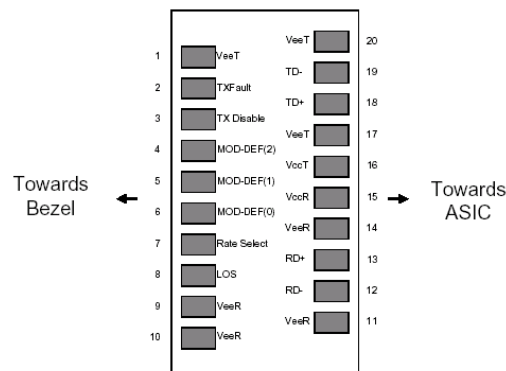 1 VeeT
2 TXFault
3 TX Disable
4 MOD-DEF(2)
5 MOD-DEF(1)
6 MOD-DEF(0)
7 Rate Select
8 LOS
9 VeeR
10 VeeR
VeeT 20
TD- 19
TD+ 18
VeeT 17
VccT 16
VccR 15
VeeR 14
RD+ 13
RD- 12
VeeR 11
Towards
Bezel
Towards
ASIC